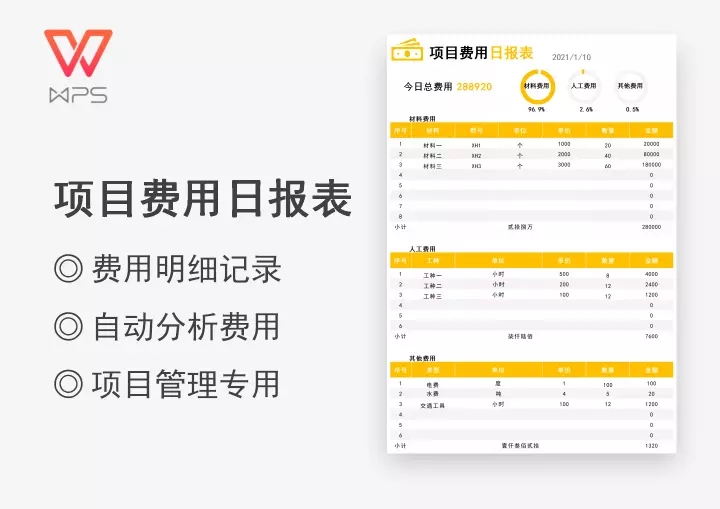 WPS
项目费用日报表
◎ 费用明细记录
◎ 自动分析费用
◎ 项目管理专用
项目费用日报表 2021/1/10
今日总费用 288920 材料费用 人工费用 其他费用
96.9% 2.6% 0.5%
材料费用
序号 材料 型号 单位 单价 数量 金额
1 材料一 XH1 个 1000 20 20000
2 材料二 XH2 个 2000 40 80000
3 材料三 XH3 个 3000 60 180000
4 0
5 0
6 0
7 0
8 0
小计 贰拾捌万 280000
人工费用
序号 工种 单位 单价 数量 金额
1 工种一 小时 500 8 4000
2 工种二 小时 200 12 2400
3 工种三 小时 100 12 1200
4 0
5 0
6 0
小计 柒仟陆佰 7600
其他费用
序号 类别 单位 单价 数量 金额
1 电费 度 1 100 100
2 水费 吨 4 5 20
3 交通工具 小时 100 12 1200
4 0
5 0
6 0
小计 壹仟叁佰贰拾 1320